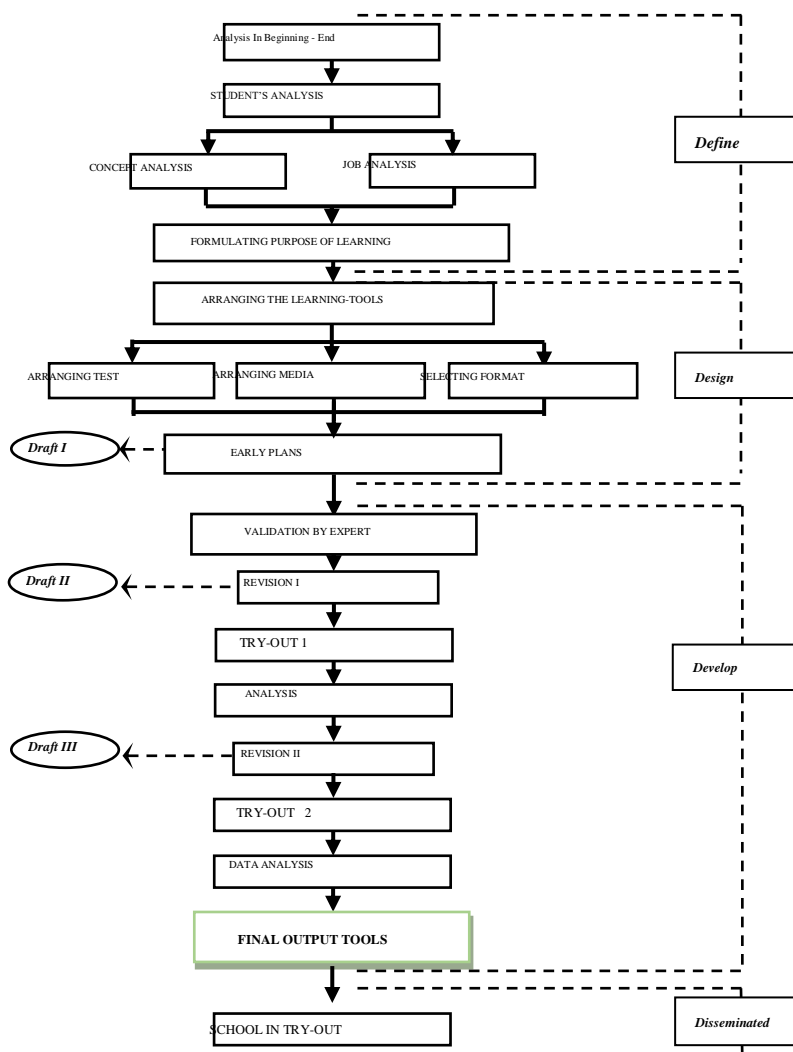 Analysis In Beginning - End
STUDENT'S ANALYSIS
CONCEPT ANALYSIS
JOB ANALYSIS
Define
FORMULATING PURPOSE OF LEARNING
ARRANGING THE LEARNING-TOOLS
ARRANGING TEST
ARRANGING MEDIA
SELECTING FORMAT
Design
Draft I
EARLY PLANS
VALIDATION BY EXPERT
Draft II
REVISION I
TRY-OUT 1
Develop
ANALYSIS
Draft III
REVISION II
TRY-OUT 2
DATA ANALYSIS
FINAL OUTPUT TOOLS
SCHOOL IN TRY-OUT
Disseminated